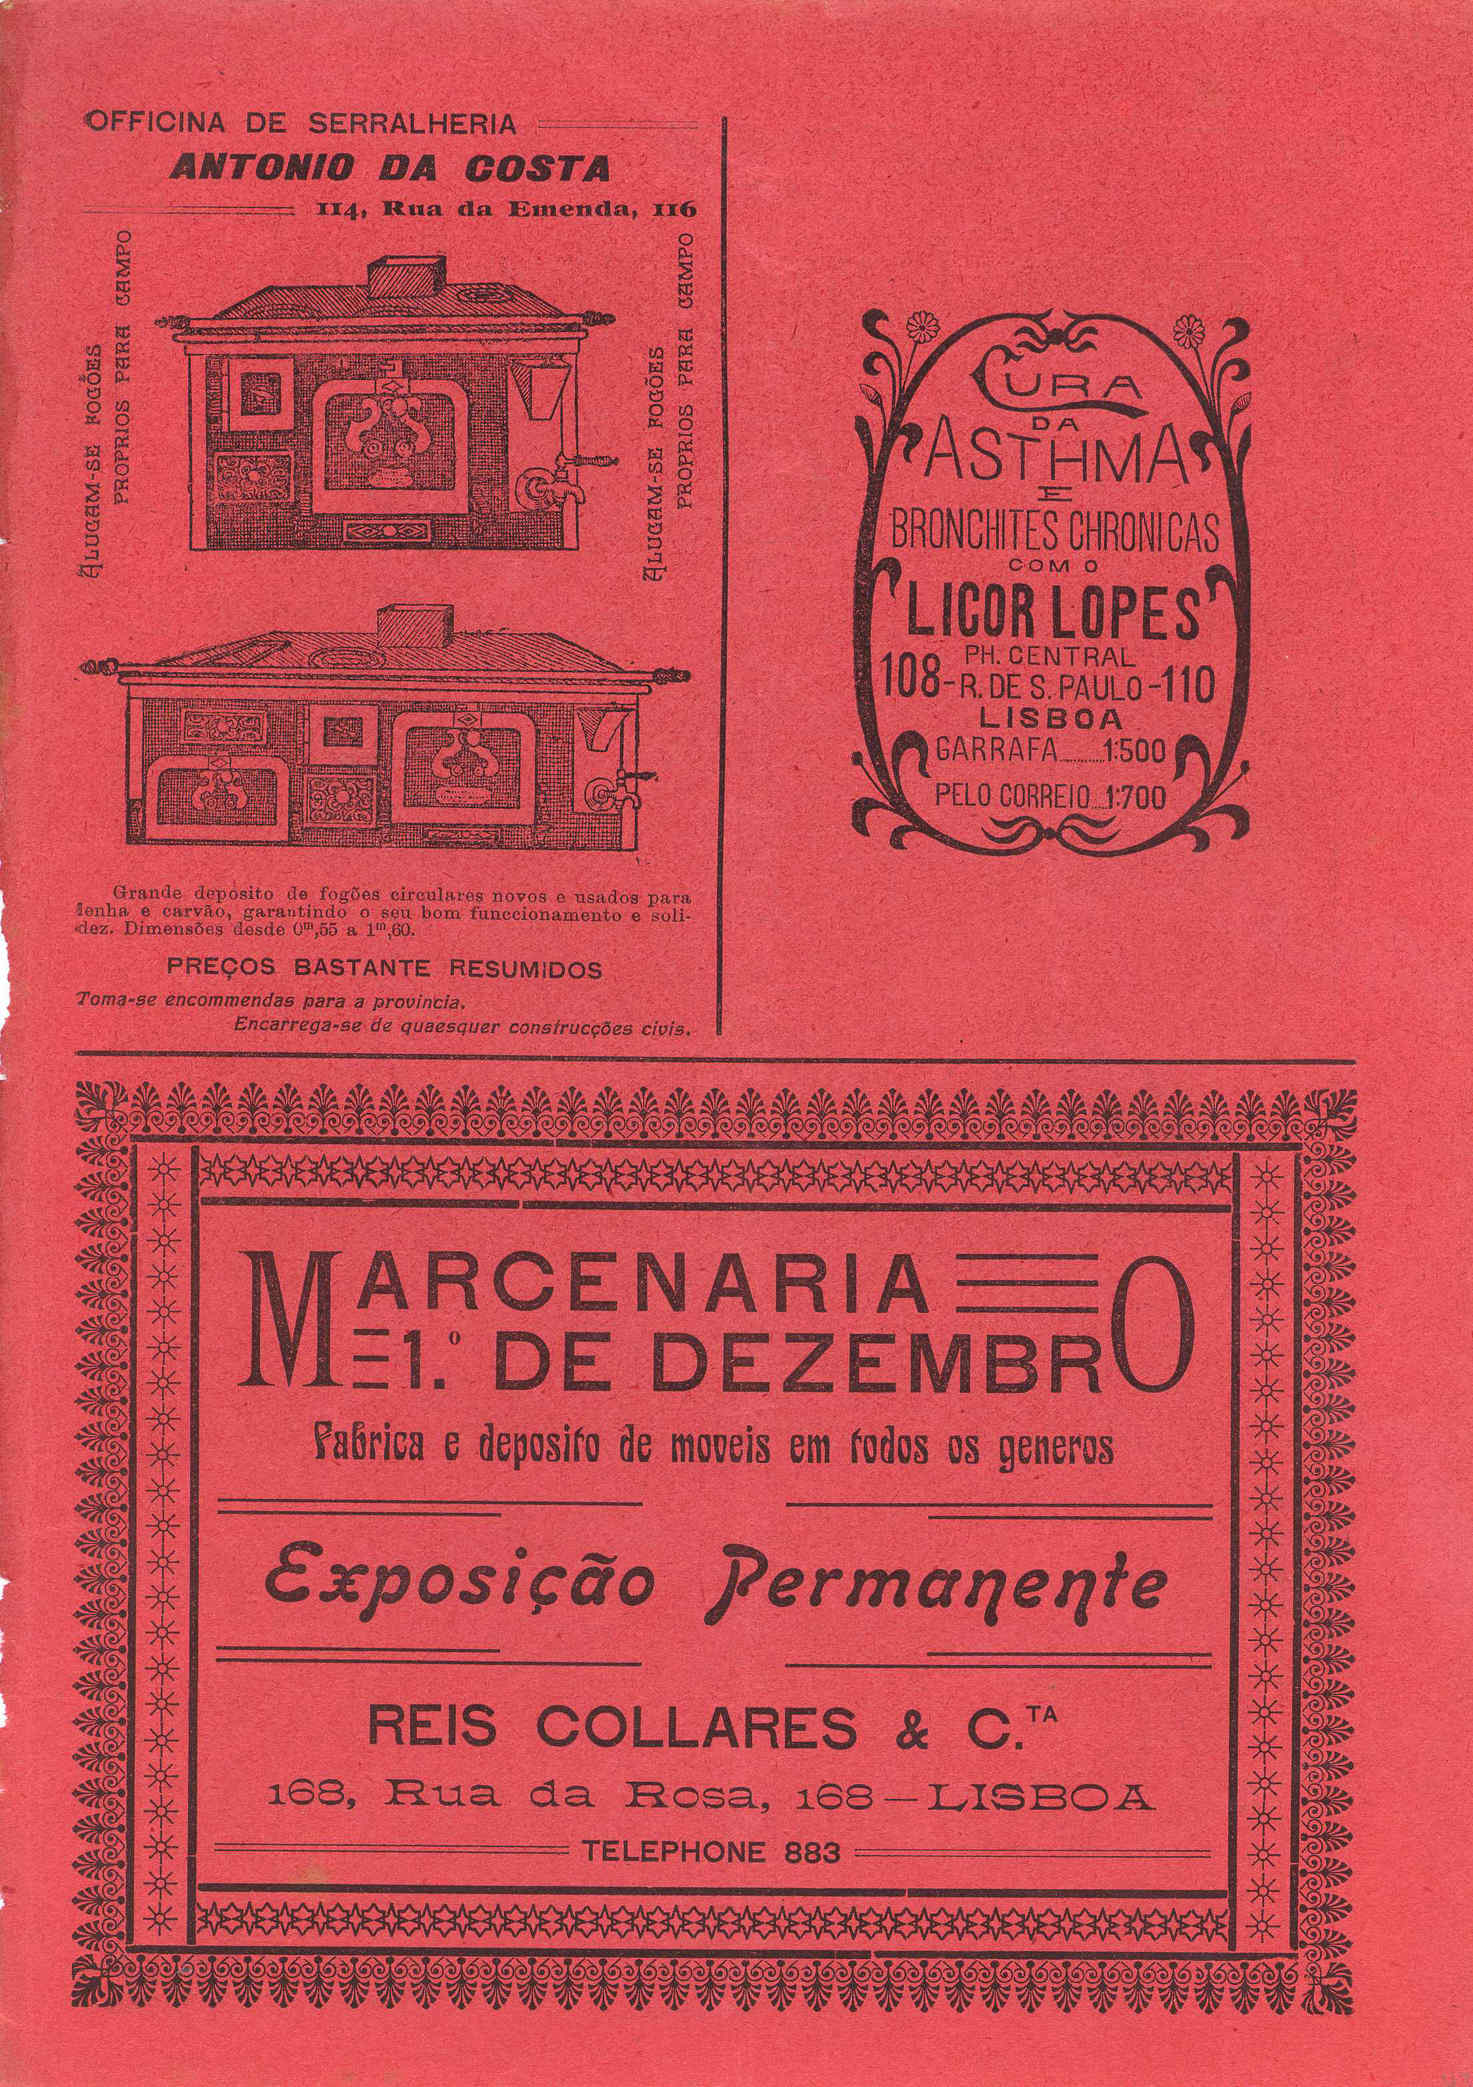 OFFICINA DE SERRALHERIA
ANTONIO DA COSTA
114, Rua da Emenda, 116
ALUGAM-SE FOGÕES
PROPRIOS PARA CAMPO
ALUGAM-SE FOGÕES
PROPRIOS PARA CAMPO
Grande deposito de fogões circulares novos e usados para
lenha e carvão, garantindo o seu bom funccionamento e soli-
dez. Dimensões desde 0m,55 a 1m,60.
PREÇOS BASTANTE RESUMIDOS
Toma-se encommendas para a provincia.
Encarrega-se de quaesquer construcções civis.
CURA
DA
ASTHMA
E
BRONCHITES CHRONICAS
COM O
LICOR LOPES
PH. CENTRAL
108-R. DE S. PAULO-110
LISBOA
GARRAFA...........1:500
PELO CORREIO...1:700
MARCENARIA
1.º DE DEZEMBRO
Fabrica e deposito de moveis em todos os generos
Exposição Permanente
REIS COLLARES & C.TA
168, Rua da Rosa, 168—LISBOA
TELEPHONE 883